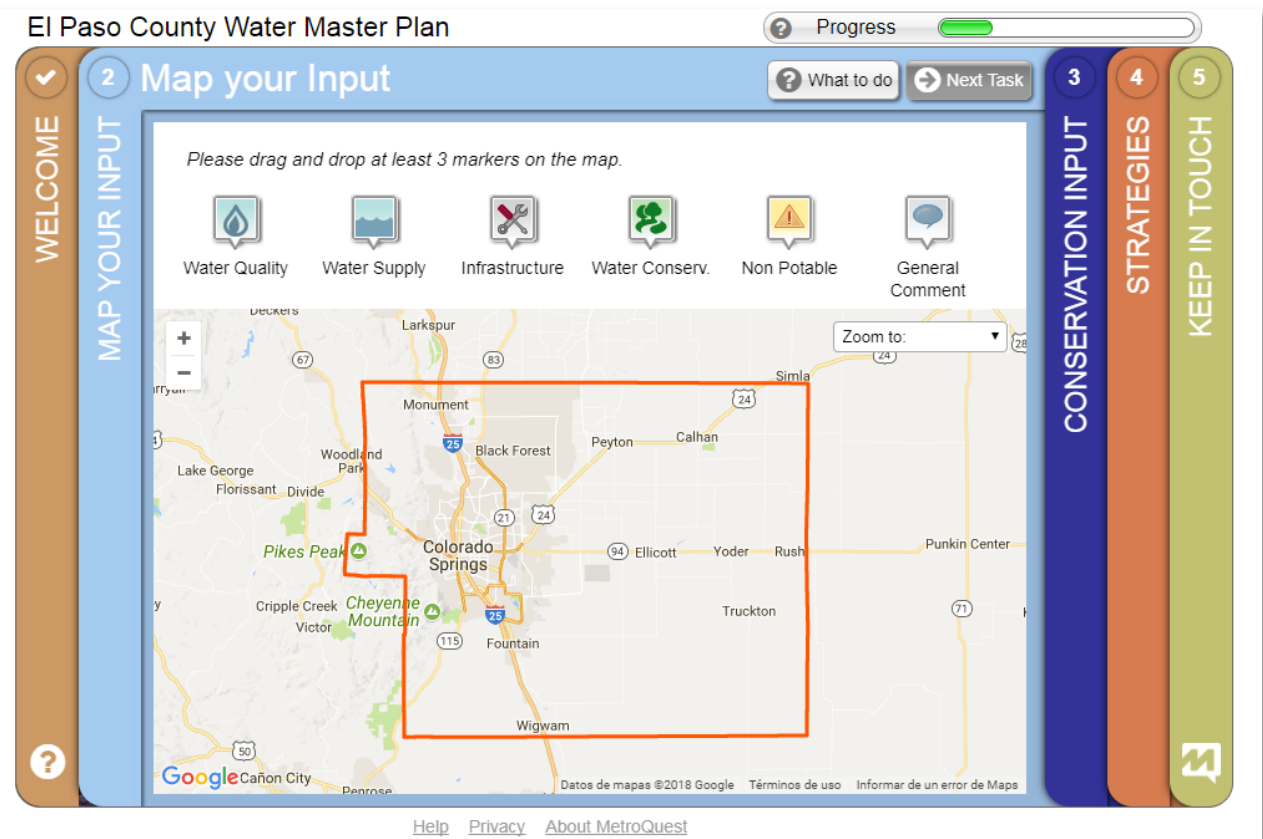 El Paso County Water Master Plan
? Progress
WELCOME
2 Map your Input
? What to do
Next Task
MAP YOUR INPUT
Please drag and drop at least 3 markers on the map.
Water Quality
Water Supply
Infrastructure
Water Conserv.
Non Potable
General
Comment
Deckers
Larkspur
+
−
Zoom to:
67
83
24
28
Simla
24
Monument
25
Black Forest
Peyton
Calhan
Woodland
Park
Lake George
Florissant
Divide
21
24
Pikes Peak
Colorado
Springs
94
Ellicott
Yoder
Rush
Punkin Center
Cripple Creek
Victor
Cheyenne
Mountain
25
Truckton
71
115
Fountain
Wigwam
50
Google
Cañon City
Penrose
Datos de mapas ©2018 Google
Términos de uso
Informar de un error de Maps
3
CONSERVATION INPUT
4
STRATEGIES
5
KEEP IN TOUCH
?
Help
Privacy
About MetroQuest